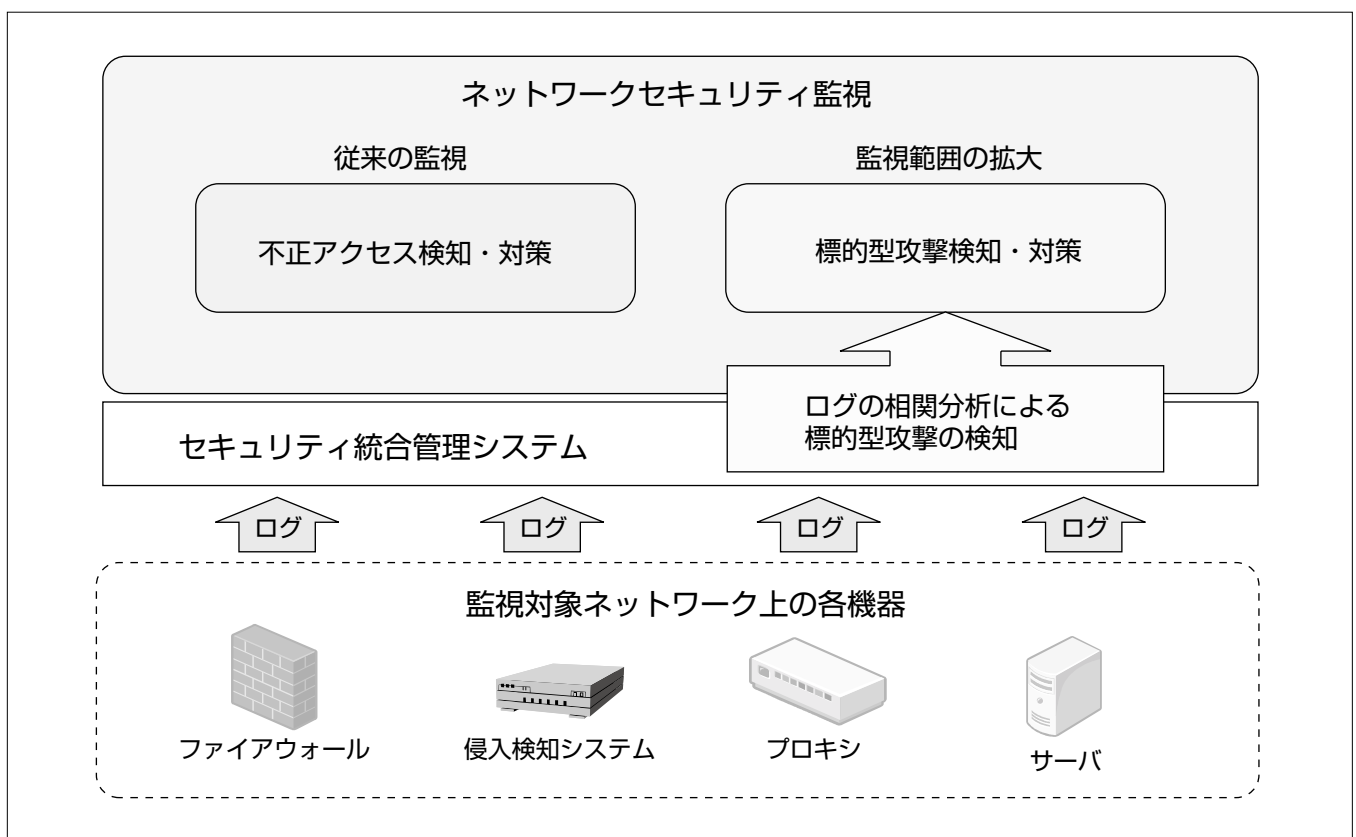 ネットワークセキュリティ監視
従来の監視
監視範囲の拡大
不正アクセス検知・対策
標的型攻撃検知・対策
ログの相関分析による
標的型攻撃の検知
セキュリティ統合管理システム
ログ
ログ
ログ
ログ
監視対象ネットワーク上の各機器
ファイアウォール
侵入検知システム
プロキシ
サーバ